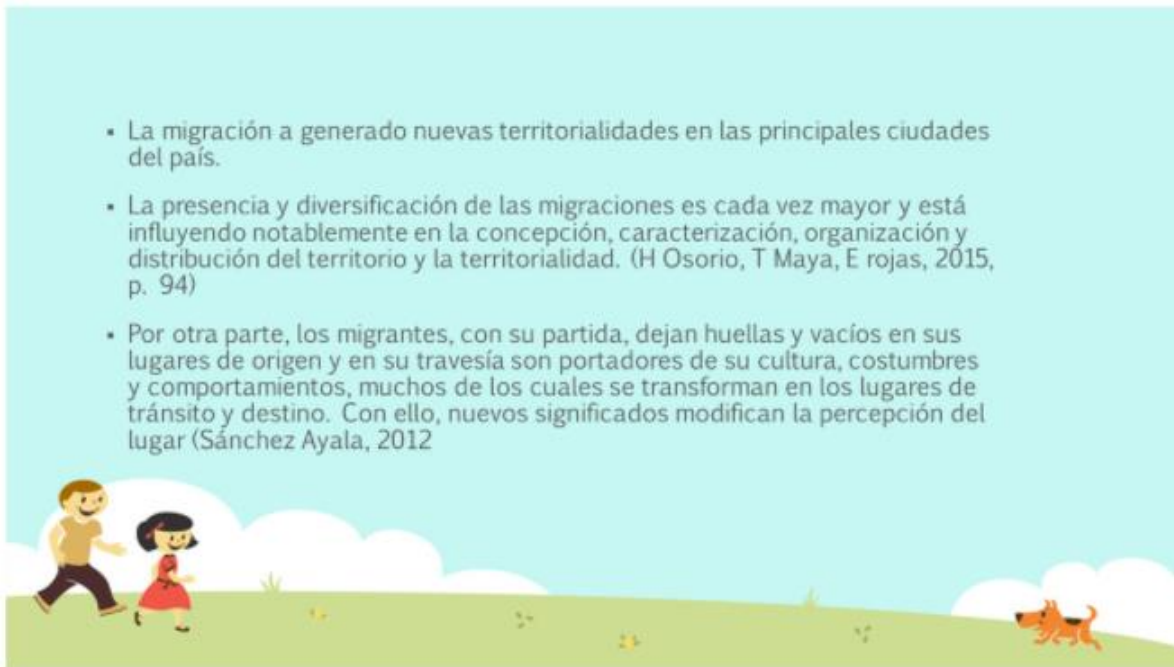 ▪ La migración a generado nuevas territorialidades en las principales ciudades
del país.
▪ La presencia y diversificación de las migraciones es cada vez mayor y está
influyendo notablemente en la concepción, caracterización, organización y
distribución del territorio y la territorialidad. (H Osorio, T Maya, E rojas, 2015,
p. 94)
▪ Por otra parte, los migrantes, con su partida, dejan huellas y vacíos en sus
lugares de origen y en su travesía son portadores de su cultura, costumbres
y comportamientos, muchos de los cuales se transforman en los lugares de
tránsito y destino. Con ello, nuevos significados modifican la percepción del
lugar (Sánchez Ayala, 2012